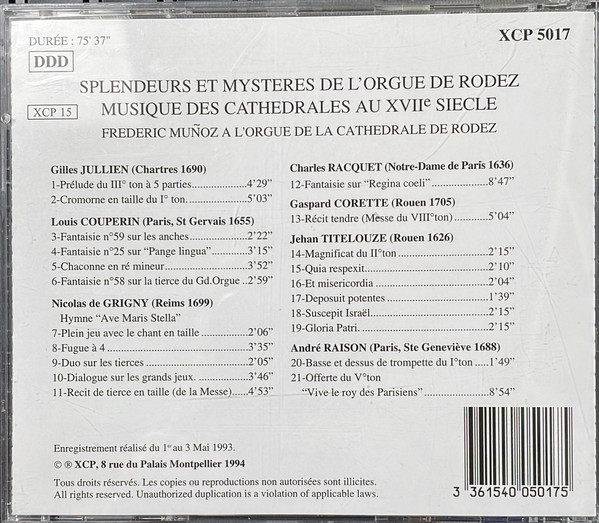 DURÉE : 75' 37"
XCP 5017
DDD
XCP 15
SPLENDEURS ET MYSTERES DE L'ORGUE DE RODEZ
MUSIQUE DES CATHEDRALES AU XVIIe SIECLE
FREDERIC MUÑOZ A L'ORGUE DE LA CATHEDRALE DE RODEZ
Gilles JULLIEN (Chartres 1690)
1-Prélude du III° ton à 5 parties..................4'29"
2-Cromorne en taille du I° ton....................5'03"
Louis COUPERIN (Paris, St Gervais 1655)
3-Fantaisie n°59 sur les anches..................2'22"
4-Fantaisie n°25 sur "Pange lingua"............3'15"
5-Chaconne en ré mineur..........................3'52"
6-Fantaisie n°58 sur la tierce du Gd.Orgue ..2'59"
Nicolas de GRIGNY (Reims 1699)
Hymne "Ave Maris Stella"
7-Plein jeu avec le chant en taille ................2'06"
8-Fugue à 4 ............................................3'35"
9-Duo sur les tierces .................................2'05"
10-Dialogue sur les grands jeux. .................3'46"
11-Recit de tierce en taille (de la Messe).....4'53"
Charles RACQUET (Notre-Dame de Paris 1636)
12-Fantaisie sur "Regina coeli" ..................8'47"
Gaspard CORETTE (Rouen 1705)
13-Récit tendre (Messe du VIII°ton) ............5'04"
Jehan TITELOUZE (Rouen 1626)
14-Magnificat du II°ton ............................2'15"
15-Quia respexit.....................................2'10"
16-Et misericordia ..................................2'04"
17-Deposuit potentes ...............................1'39"
18-Suscepit Israël....................................2'15"
19-Gloria Patri. ......................................2'15"
André RAISON (Paris, Ste Geneviève 1688)
20-Basse et dessus de trompette du I°ton .....1'49"
21-Offerte du V°ton
"Vive le roy des Parisiens" ......................8'54"
Enregistrement réalisé du 1er au 3 Mai 1993.
© ℗ XCP, 8 rue du Palais Montpellier 1994
Tous droits réservés. Les copies ou reproductions non autorisées sont illicites.
All rights reserved. Unauthorized duplication is a violation of applicable laws.
3 361540 050175